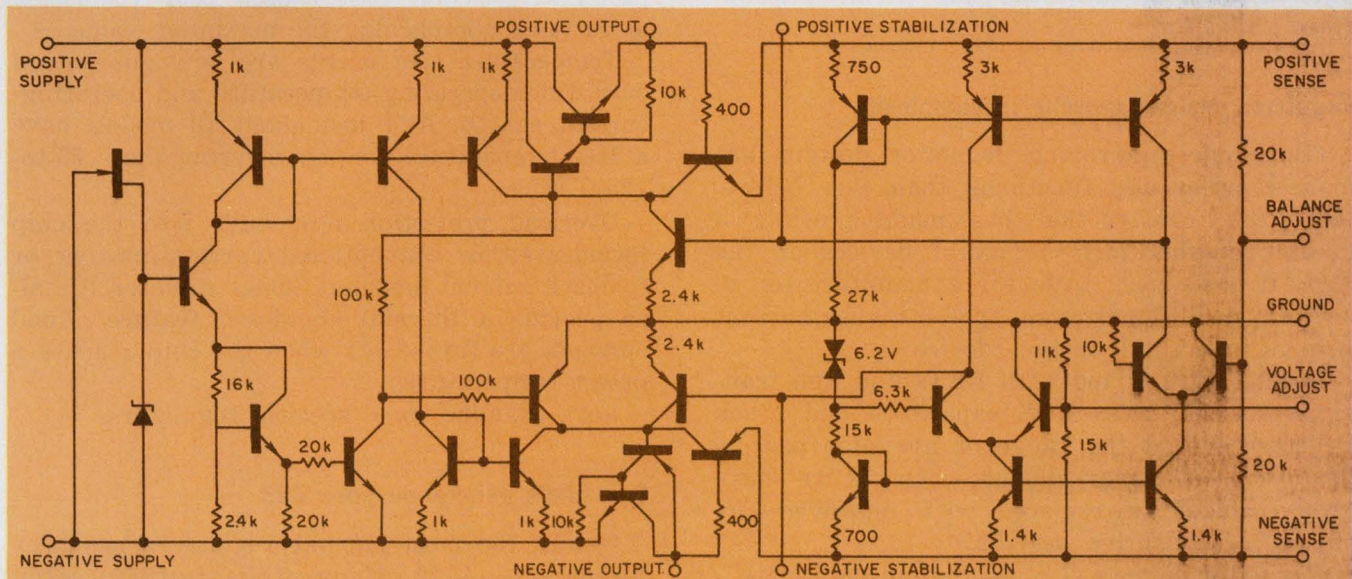 POSITIVE OUTPUT
POSITIVE STABILIZATION
POSITIVE
SUPPLY
1k
1k
1k
10k
400
750
3k
3k
POSITIVE
SENSE
20k
BALANCE
ADJUST
100k
2.4k
27k
GROUND
2.4k
6.2V
11k
10k
VOLTAGE
ADJUST
16k
100k
6.3k
15k
15k
20k
20k
24k
20k
1k
1k
10k
400
700
1.4k
1.4k
NEGATIVE
SENSE
NEGATIVE SUPPLY
NEGATIVE OUTPUT
NEGATIVE STABILIZATION